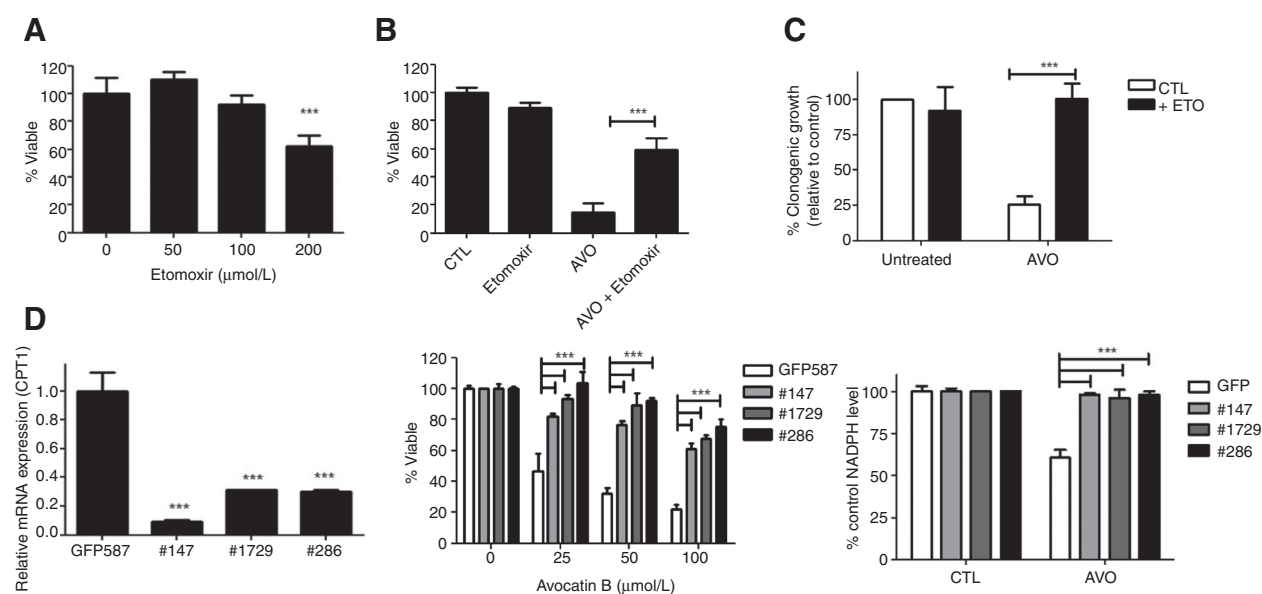 A
% Viable
120
100
80
60
40
20
0
***
0 50 100 200
Etomoxir (μmol/L)
B
% Viable
120
100
80
60
40
20
0
***
CTL
Etomoxir
AVO
AVO + Etomoxir
C
% Clonogenic growth
(relative to control)
100
75
50
25
0
***
Untreated AVO
CTL
+ ETO
D
Relative mRNA expression (CPT1)
1.0
0.8
0.6
0.4
0.2
0.0
***
***
***
GFP587 #147 #1729 #286
% Viable
120
100
80
60
40
20
0
***
***
***
0 25 50 100
Avocatin B (μmol/L)
GFP587
#147
#1729
#286
% control NADPH level
100
75
50
25
0
***
CTL AVO
GFP
#147
#1729
#286